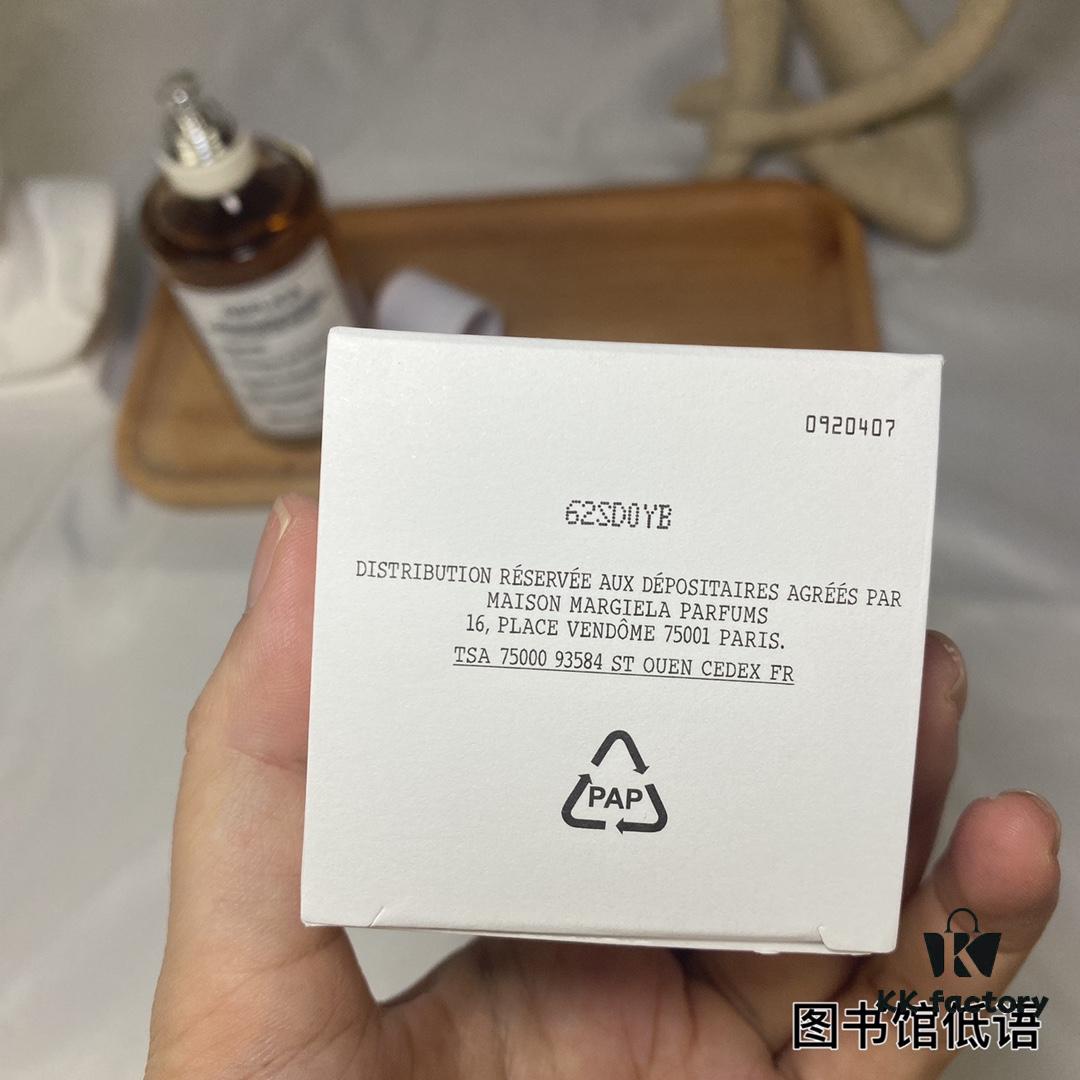 0920407
62SD0YB
DISTRIBUTION RÉSERVÉE AUX DÉPOSITAIRES AGRÉÉS PAR
MAISON MARGIELA PARFUMS
16, PLACE VENDÔME 75001 PARIS.
TSA 75000 93584 ST OUEN CEDEX FR
PAP
K
KK factory
图书馆低语